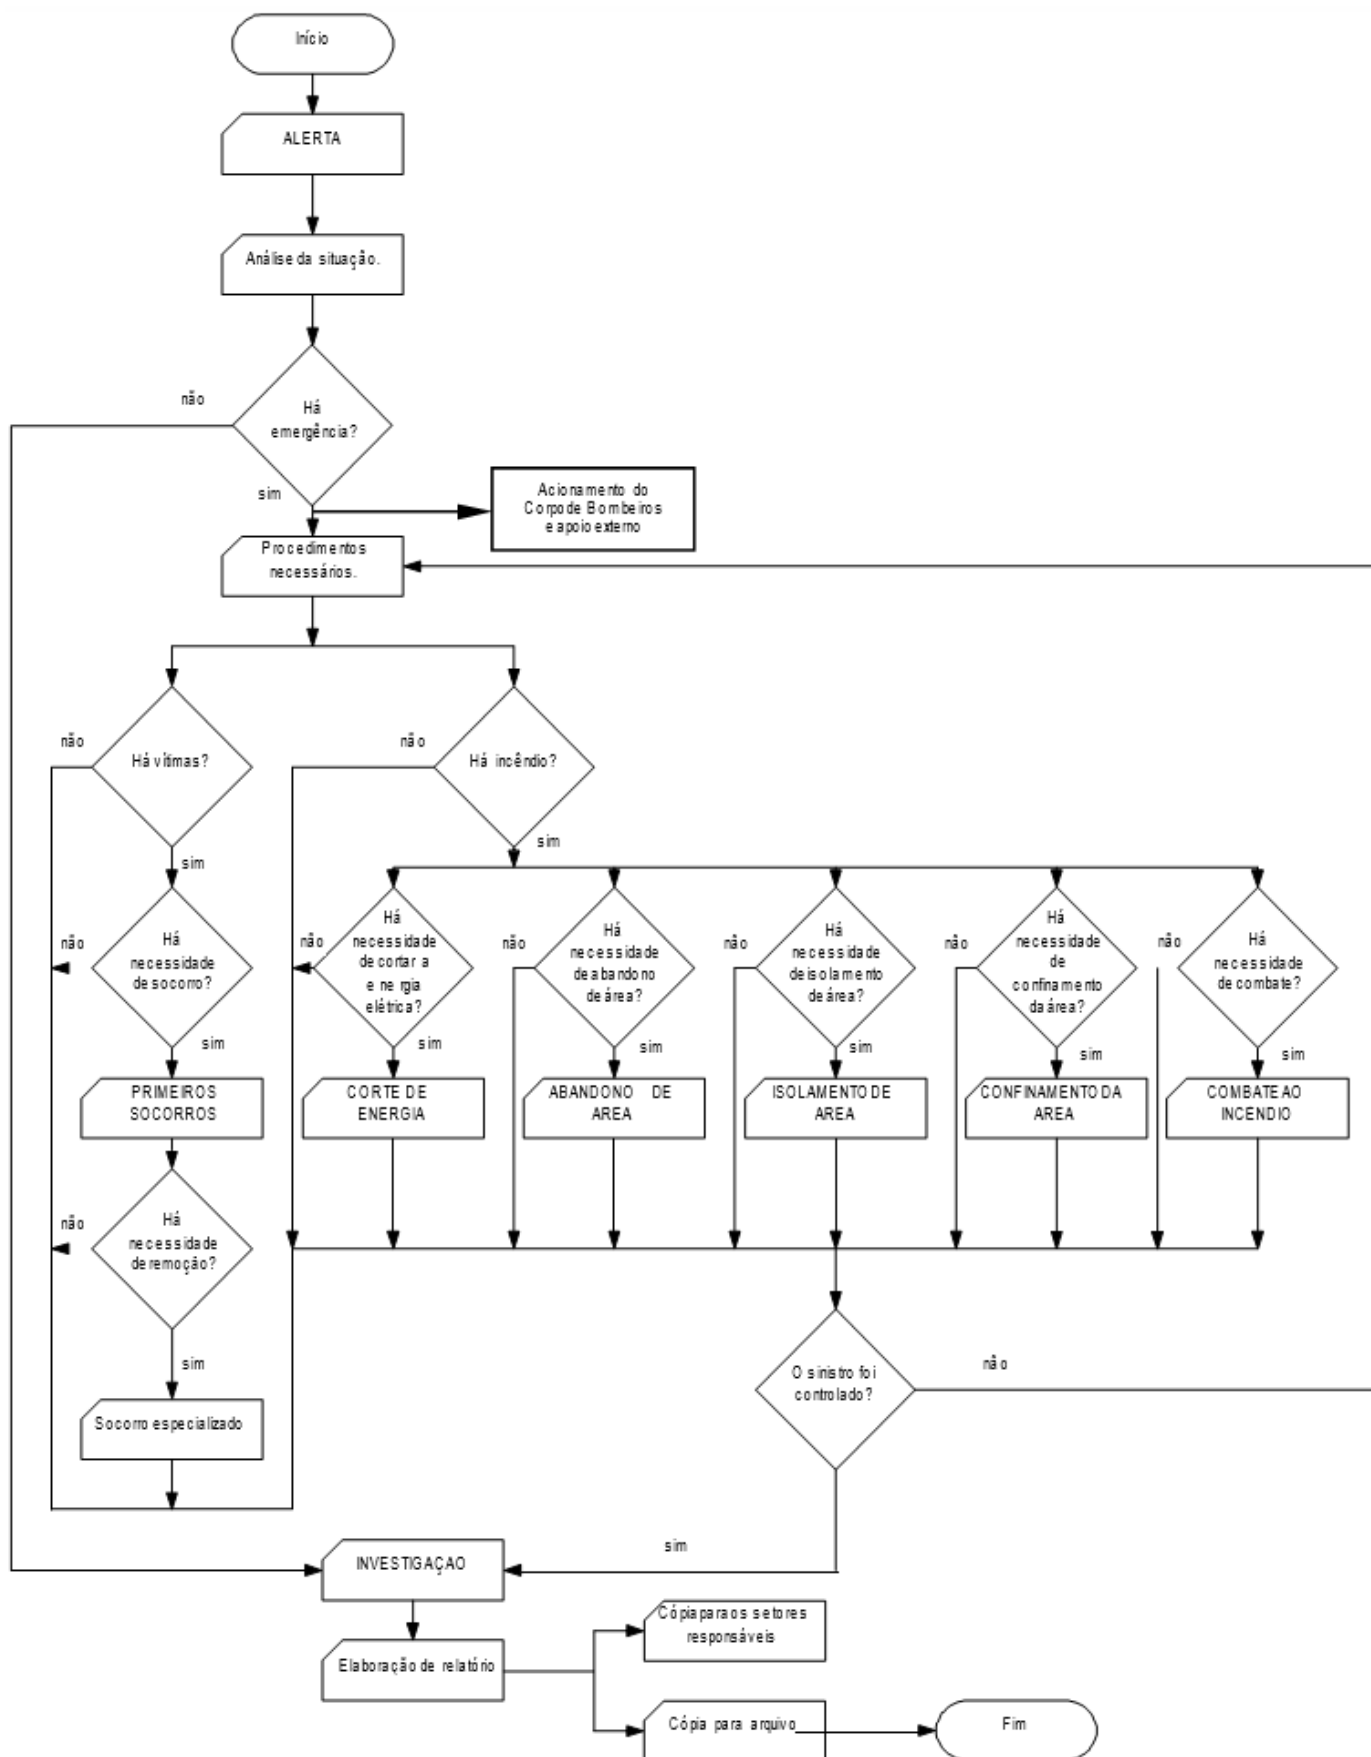 Início
ALERTA
Análise da situação.
não
Há
emergência?
sim
Acionamento do
Corpo de Bombeiros
e apoio externo
Procedimentos
necessários.
não
Há vítimas?
sim
não
Há incêndio?
sim
não
Há
necessidade
de socorro?
sim
não
Há
necessidade
de cortar a
energia
elétrica?
sim
não
Há
necessidade
de abandono
de área?
sim
não
Há
necessidade
de isolamento
de área?
sim
não
Há
necessidade
de
confinamento
da área?
sim
não
Há
necessidade
de combate?
sim
PRIMEIROS
SOCORROS
CORTE DE
ENERGIA
ABANDONO DE
AREA
ISOLAMENTO DE
AREA
CONFINAMENTO DA
AREA
COMBATE AO
INCENDIO
não
Há
necessidade
de remoção?
sim
Socorro especializado
O sinistro foi
controlado?
não
sim
INVESTIGAÇAO
Elaboração de relatório
Cópia para os setores
responsáveis
Cópia para arquivo
Fim